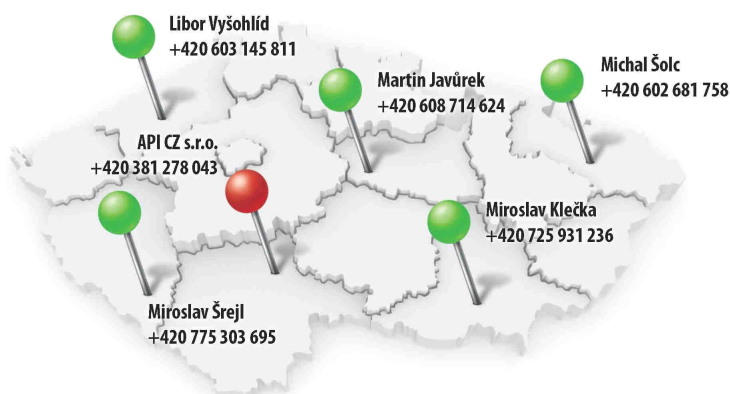 Libor Vyšohlíd
+420 603 145 811
Martin Javůrek
+420 608 714 624
Michal Šolc
+420 602 681 758
API CZ s.r.o.
+420 381 278 043
Miroslav Klečka
+420 725 931 236
Miroslav Šrejl
+420 775 303 695